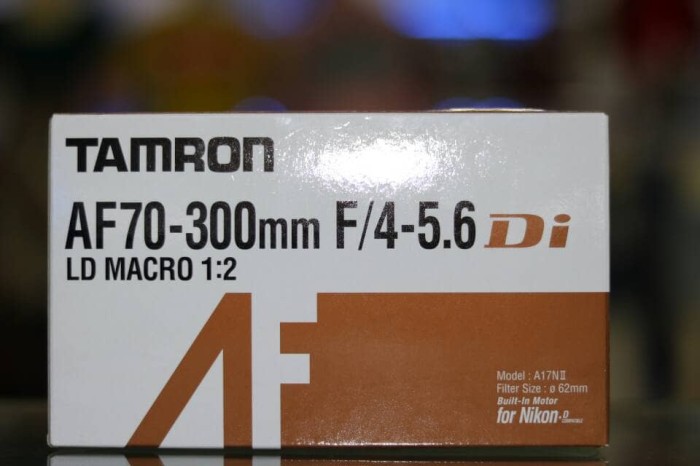 TAMRON
AF70-300mm F/4-5.6 Di
LD MACRO 1:2
AF
Model : A17NII
Filter Size : ø 62mm
Built-In Motor
for Nikon-D
COMPATIBLE